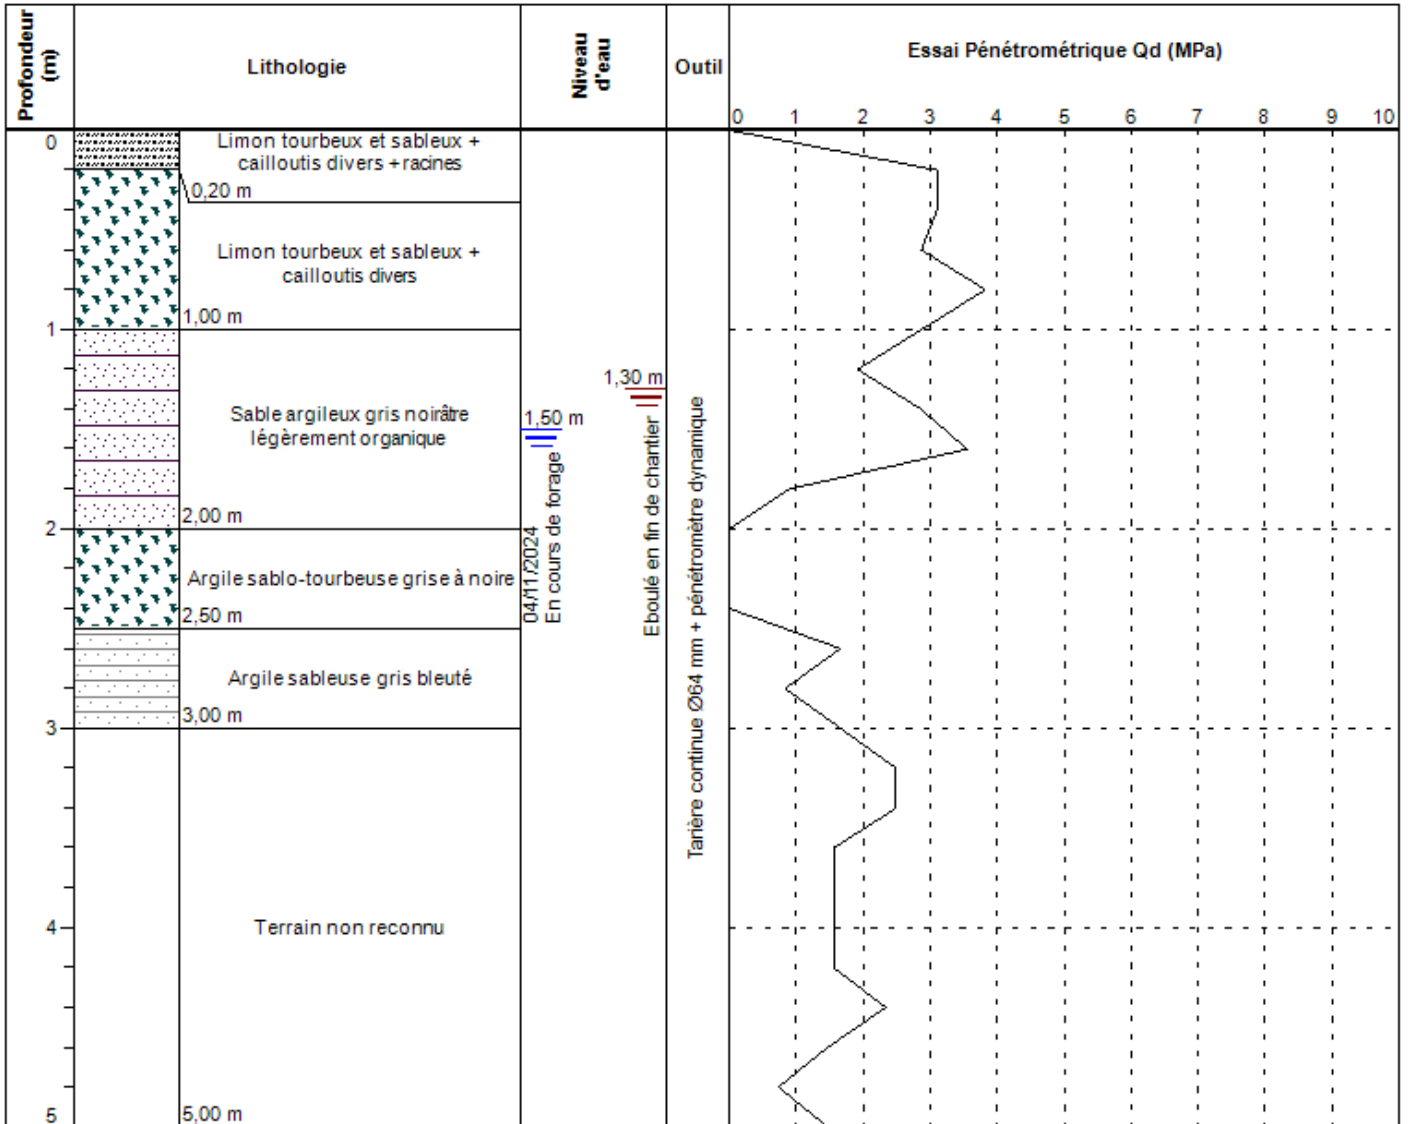 Profondeur
(m)
Lithologie
Niveau
d'eau
Outil
Essai Pénétrométrique Qd (MPa)
0 1 2 3 4 5 6 7 8 9 10
0
Limon tourbeux et sableux +
cailloutis divers + racines
0,20 m
Limon tourbeux et sableux +
cailloutis divers
1,00 m
1
1,30 m
Sable argileux gris noirâtre
légèrement organique
1,50 m
2,00 m
2
Argile sablo-tourbeuse grise à noire
2,50 m
04/11/2024
En cours de forage
Eboulé en fin de chantier
Tarière continue Ø64 mm + pénétromètre dynamique
Argile sableuse gris bleuté
3,00 m
3
4
Terrain non reconnu
5
5,00 m